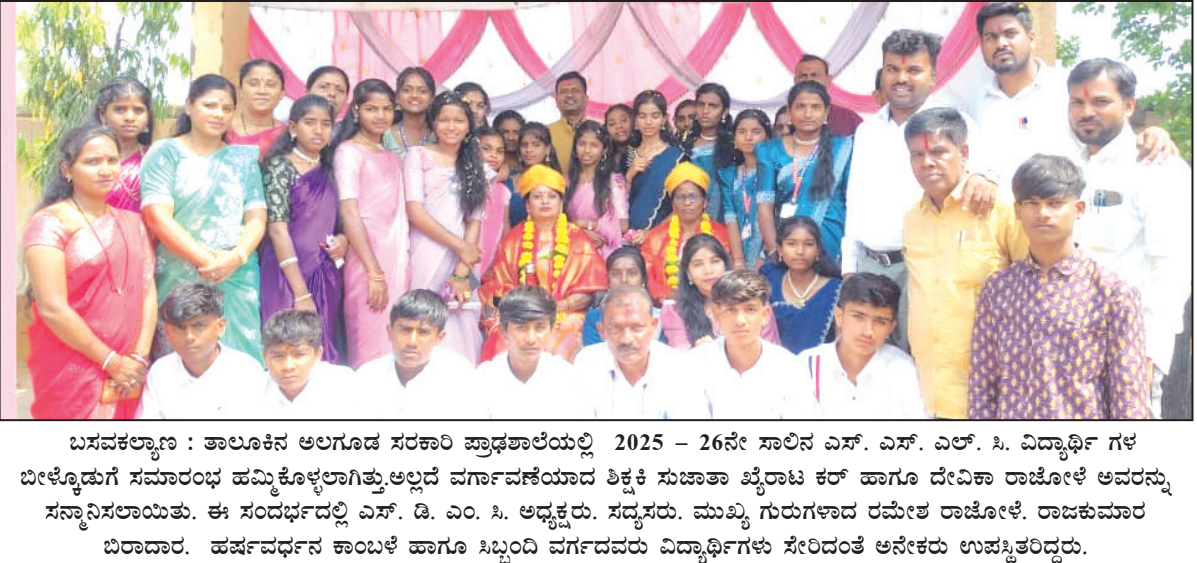 ಬಸವಕಲ್ಯಾಣ : ತಾಲೂಕಿನ ಅಲಗೂಡ ಸರಕಾರಿ ಪ್ರಾಢಶಾಲೆಯಲ್ಲಿ 2025 – 26ನೇ ಸಾಲಿನ ಎಸ್. ಎಸ್. ಎಲ್. ಸಿ. ವಿದ್ಯಾರ್ಥಿ ಗಳ
ಬೀಳ್ಕೊಡುಗೆ ಸಮಾರಂಭ ಹಮ್ಮಿಕೊಳ್ಳಲಾಗಿತ್ತು.ಅಲ್ಲದೆ ವರ್ಗಾವಣೆಯಾದ ಶಿಕ್ಷಕಿ ಸುಜಾತಾ ಖೈರಾಟ ಕರ್ ಹಾಗೂ ದೇವಿಕಾ ರಾಜೋಳೆ ಅವರನ್ನು
ಸನ್ಮಾನಿಸಲಾಯಿತು. ಈ ಸಂದರ್ಭದಲ್ಲಿ ಎಸ್. ಡಿ. ಎಂ. ಸಿ. ಅಧ್ಯಕ್ಷರು. ಸದ್ಯಸರು. ಮುಖ್ಯ ಗುರುಗಳಾದ ರಮೇಶ ರಾಜೋಳೆ. ರಾಜಕುಮಾರ
ಬಿರಾದಾರ. ಹರ್ಷವರ್ಧನ ಕಾಂಬಳೆ ಹಾಗೂ ಸಿಬ್ಬಂದಿ ವರ್ಗದವರು ವಿದ್ಯಾರ್ಥಿಗಳು ಸೇರಿದಂತೆ ಅನೇಕರು ಉಪಸ್ಥಿತರಿದ್ದರು.